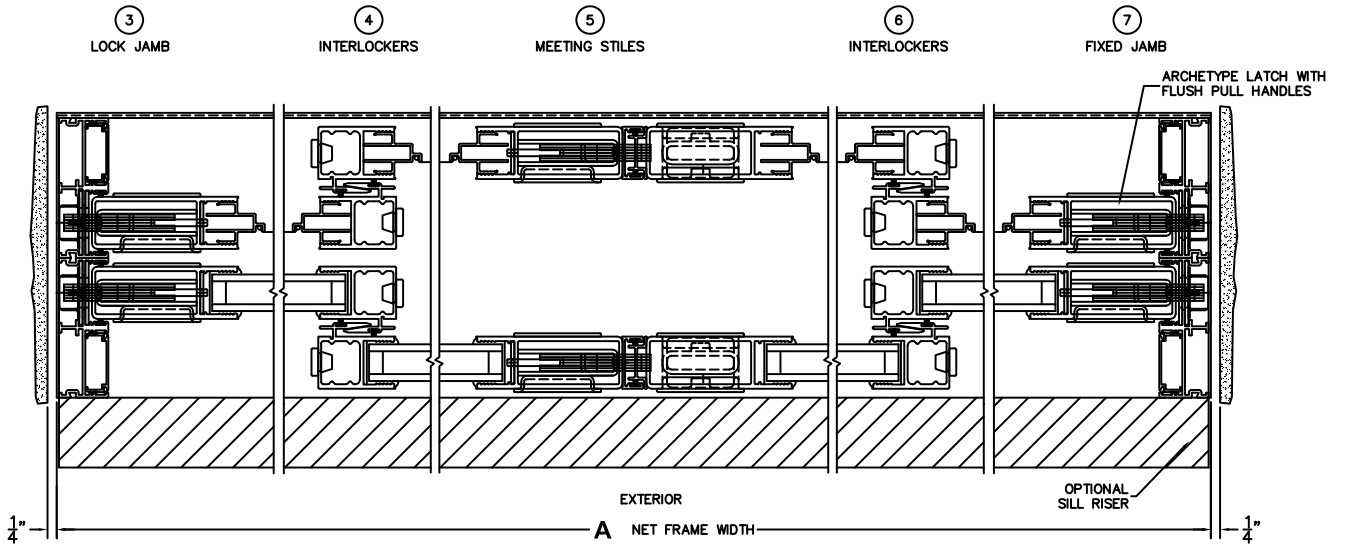 3
LOCK JAMB
4
INTERLOCKERS
5
MEETING STILES
6
INTERLOCKERS
7
FIXED JAMB
ARCHETYPE LATCH WITH
FLUSH PULL HANDLES
OPTIONAL
SILL RISER
EXTERIOR
1/4"
A NET FRAME WIDTH
1/4"